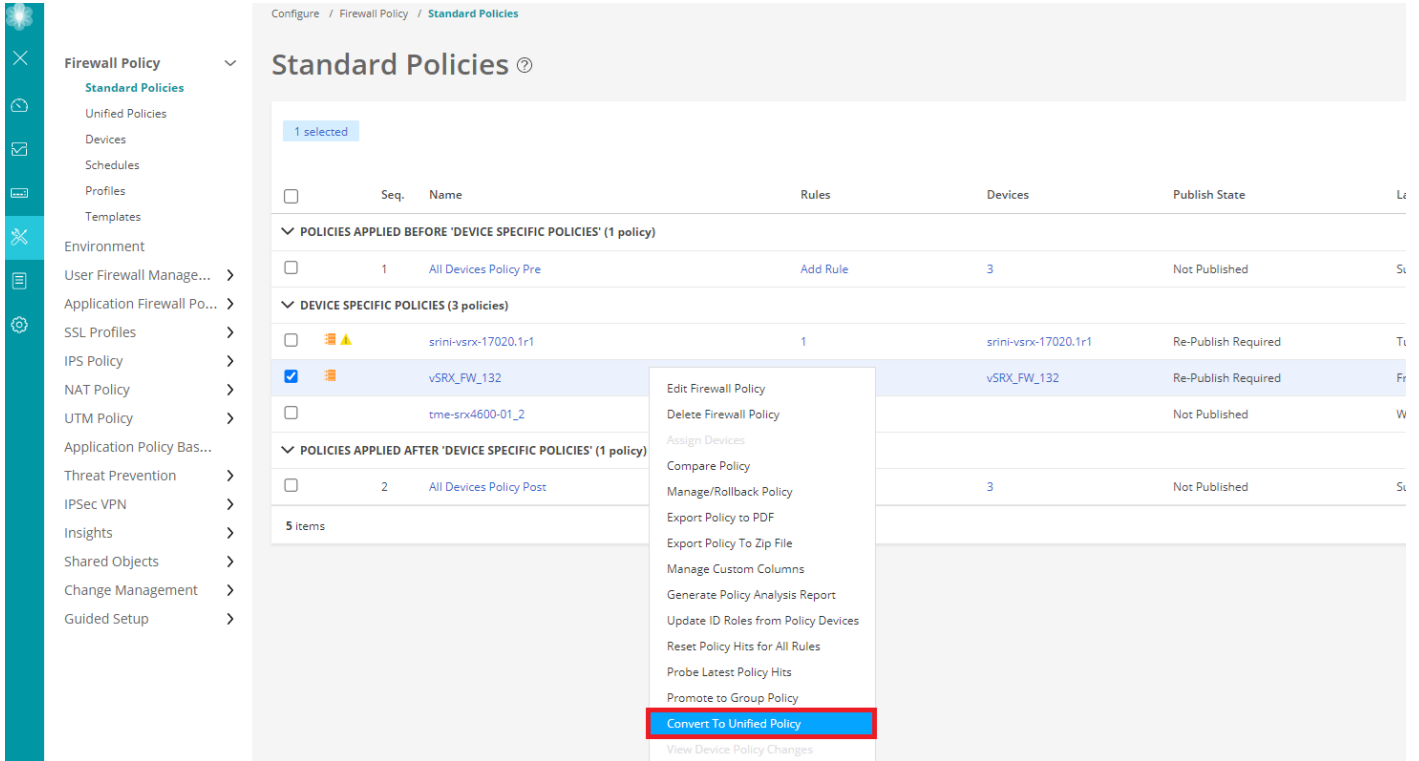 Configure / Firewall Policy / Standard Policies
Firewall Policy
Standard Policies
Unified Policies
Devices
Schedules
Profiles
Templates
Environment
User Firewall Manage...
Application Firewall Po...
SSL Profiles
IPS Policy
NAT Policy
UTM Policy
Application Policy Bas...
Threat Prevention
IPSec VPN
Insights
Shared Objects
Change Management
Guided Setup
Standard Policies
1 selected
Seq. Name Rules Devices Publish State La
POLICIES APPLIED BEFORE 'DEVICE SPECIFIC POLICIES' (1 policy)
1 All Devices Policy Pre Add Rule 3 Not Published Su
DEVICE SPECIFIC POLICIES (3 policies)
srini-vsrx-17020.1r1 1 srini-vsrx-17020.1r1 Re-Publish Required Tu
vSRX_FW_132 vSRX_FW_132 Re-Publish Required Fr
tme-srx4600-01_2 Not Published W
POLICIES APPLIED AFTER 'DEVICE SPECIFIC POLICIES' (1 policy)
2 All Devices Policy Post 3 Not Published Su
5 items
Edit Firewall Policy
Delete Firewall Policy
Assign Devices
Compare Policy
Manage/Rollback Policy
Export Policy to PDF
Export Policy To Zip File
Manage Custom Columns
Generate Policy Analysis Report
Update ID Roles from Policy Devices
Reset Policy Hits for All Rules
Probe Latest Policy Hits
Promote to Group Policy
Convert To Unified Policy
View Device Policy Changes